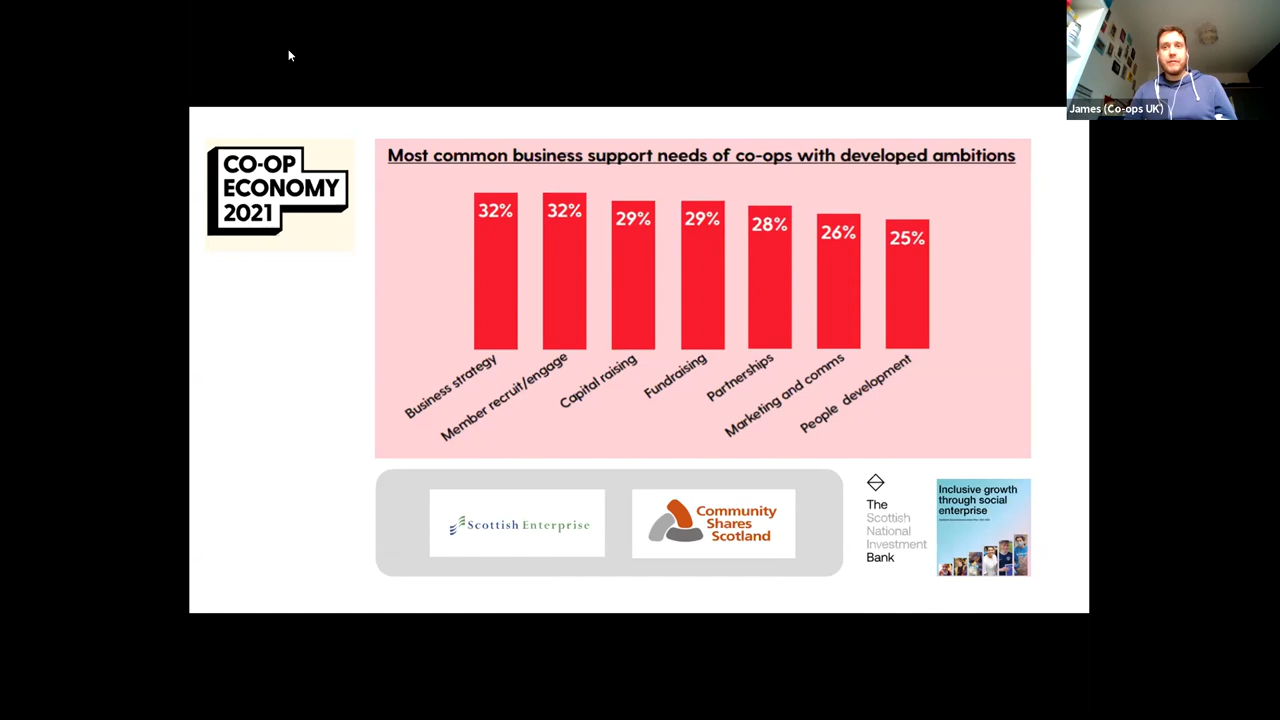 James (Co-ops UK)
CO-OP
ECONOMY
2021
Most common business support needs of co-ops with developed ambitions
32%
32%
29%
29%
28%
26%
25%
Business strategy
Member recruit/engage
Capital raising
Fundraising
Partnerships
Marketing and comms
People development
Scottish Enterprise
Community
Shares
Scotland
The
Scottish
National
Investment
Bank
Inclusive growth
through social
enterprise